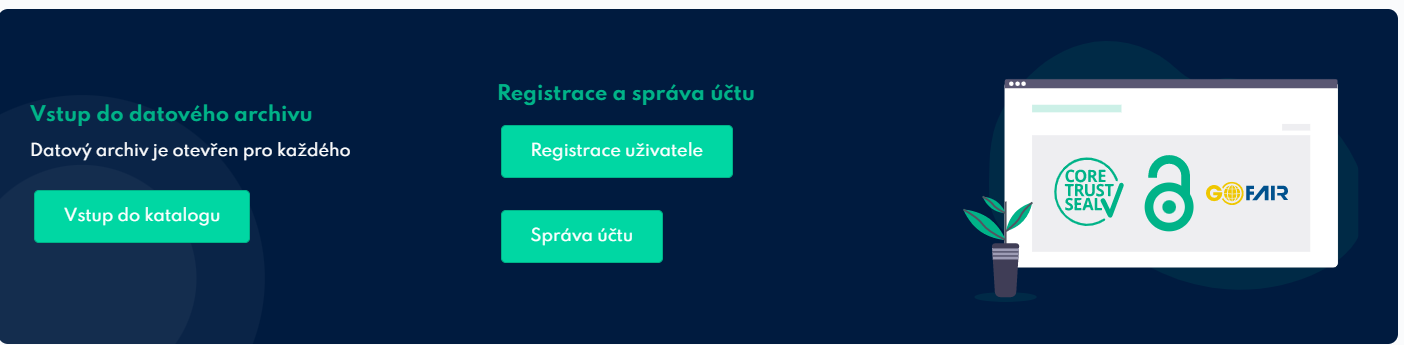 Vstup do datového archivu
Datový archiv je otevřen pro každého
Vstup do katalogu
Registrace a správa účtu
Registrace uživatele
Správa účtu
CORE
TRUST
SEAL
GO FAIR